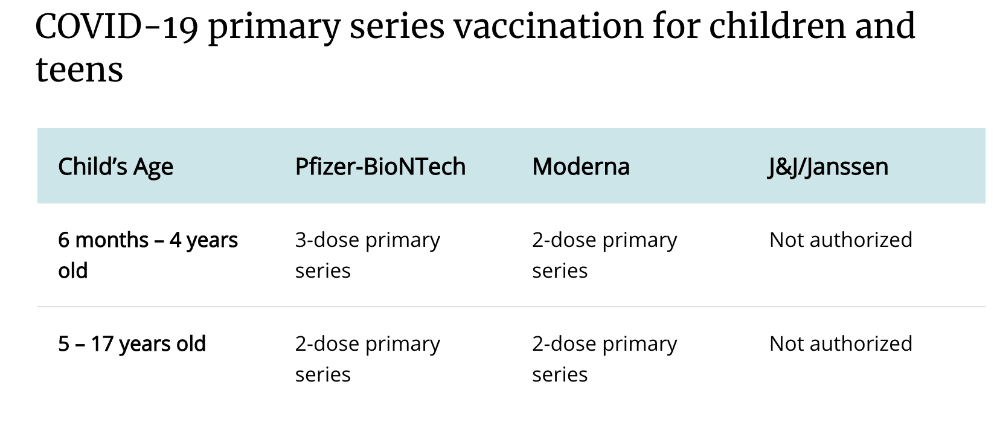 COVID-19 primary series vaccination for children and
teens
Child’s Age Pfizer-BioNTech Moderna J&J/Janssen
6 months – 4 years 3-dose primary 2-dose primary Not authorized
old series series
5 – 17 years old 2-dose primary 2-dose primary Not authorized
series series